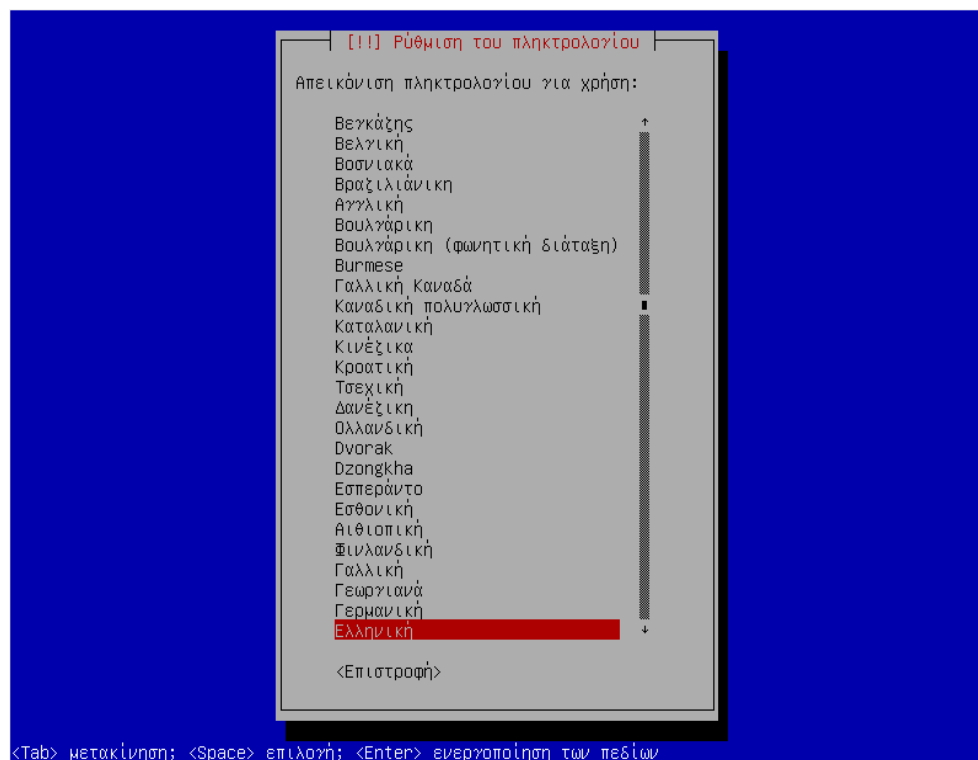 [!!] Ρύθμιση του πληκτρολογίου
Απεικόνιση πληκτρολογίου για χρήση:
Βεγκάζης
Βελγική
Βοσνιακά
Βραζιλιάνικη
Αγγλική
Βουλγάρικη
Βουλγάρικη (φωνητική διάταξη)
Burmese
Γαλλική Καναδά
Καναδική πολυγλωσσική
Καταλανική
Κινέζικα
Κροατική
Τσεχική
Δανέζικη
Ολλανδική
Dvorak
Dzongkha
Εσπεράντο
Εσθονική
Αιθιοπική
Φινλανδική
Γαλλική
Γεωργιανά
Γερμανική
Ελληνική
<Επιστροφή>
<Tab> μετακίνηση; <Space> επιλογή; <Enter> ενεργοποίηση των πεδίων